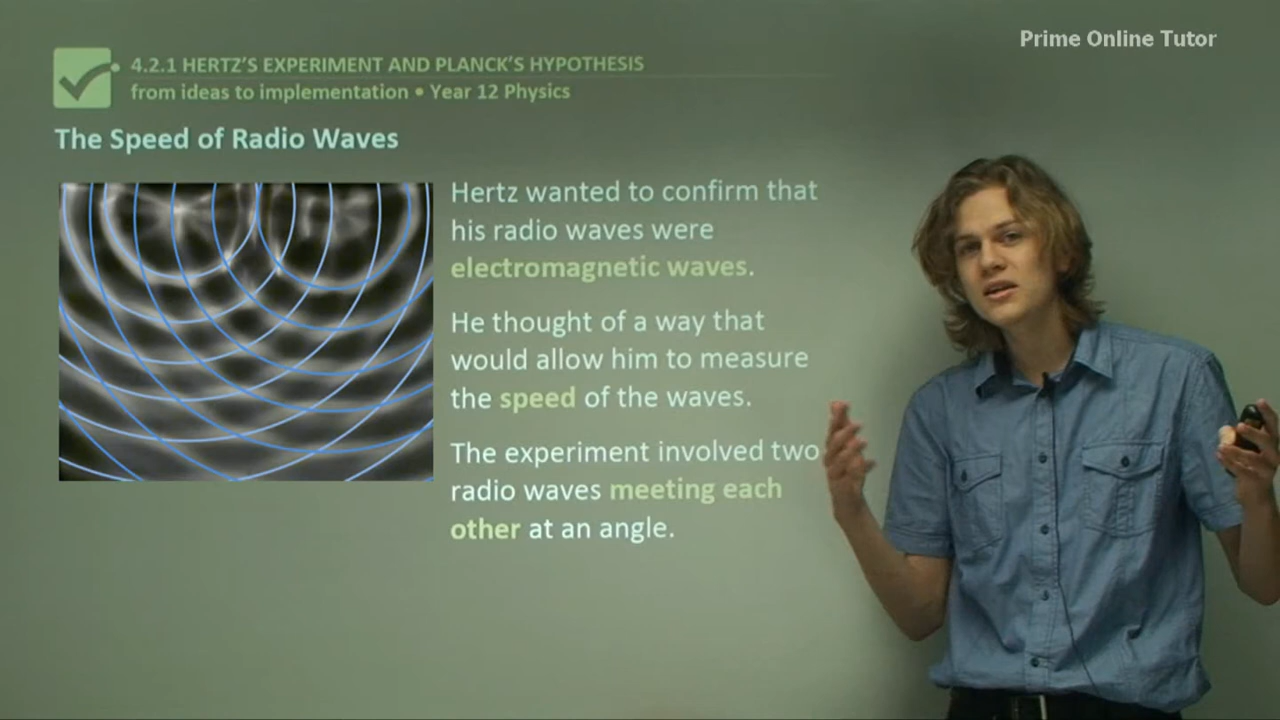 Prime Online Tutor
4.2.1 HERTZ'S EXPERIMENT AND PLANCK'S HYPOTHESIS
from ideas to implementation • Year 12 Physics
The Speed of Radio Waves
Hertz wanted to confirm that
his radio waves were
electromagnetic waves.
He thought of a way that
would allow him to measure
the speed of the waves.
The experiment involved two
radio waves meeting each
other at an angle.